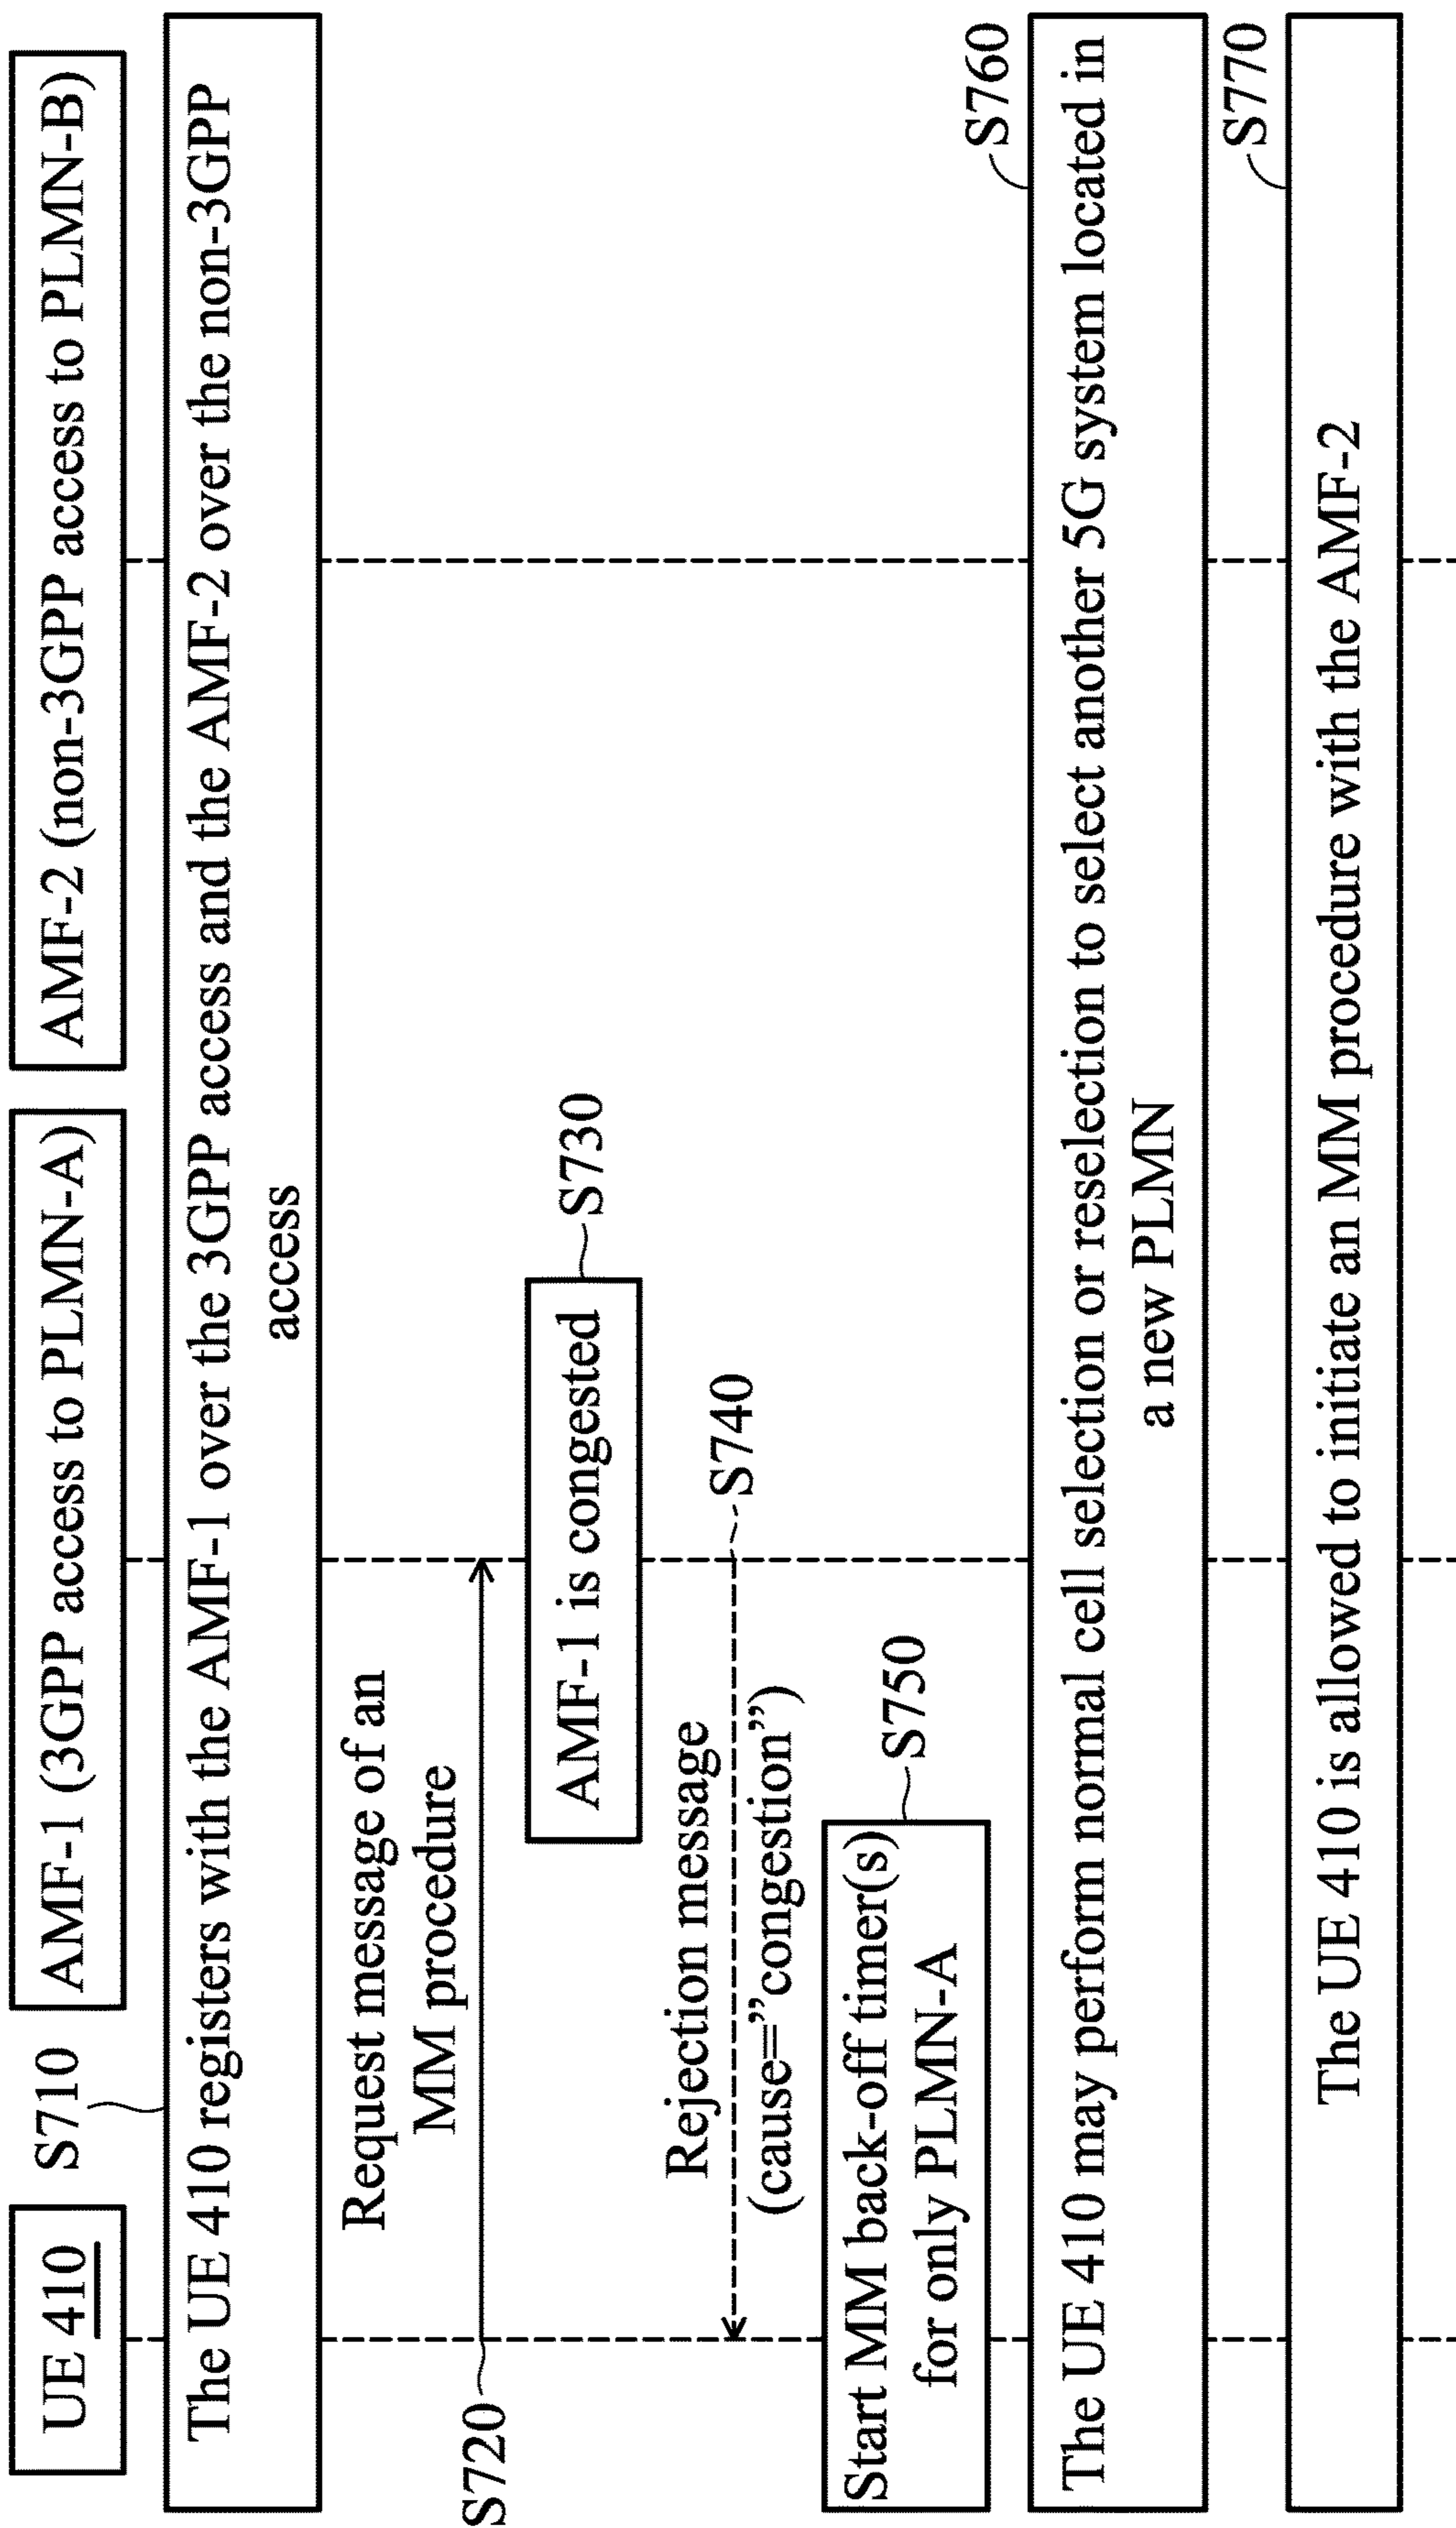 UE 410
S710
AMF-1 (3GPP access to PLMN-A)
AMF-2 (non-3GPP access to PLMN-B)
The UE 410 registers with the AMF-1 over the 3GPP access and the AMF-2 over the non-3GPP
access
Request message of an
MM procedure
S720
AMF-1 is congested
S730
Rejection message
(cause=”congestion”)
S740
Start MM back-off timer(s)
for only PLMN-A
S750
S760
The UE 410 may perform normal cell selection or reselection to select another 5G system located in
a new PLMN
S770
The UE 410 is allowed to initiate an MM procedure with the AMF-2